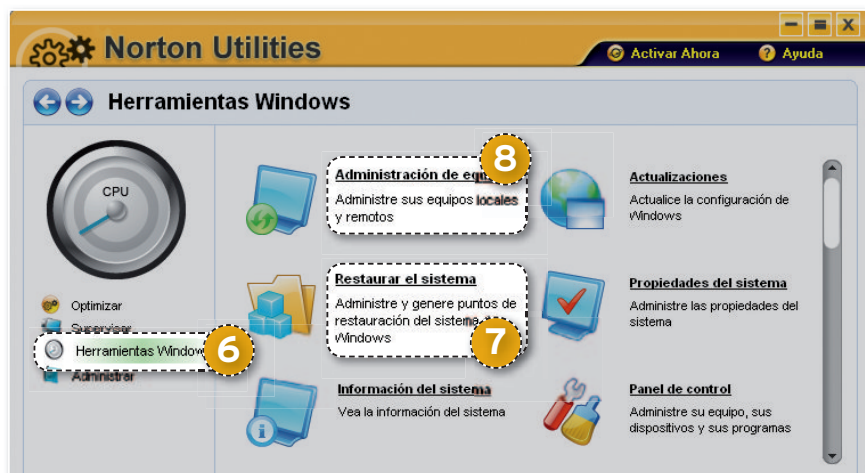 Norton Utilities
Activar Ahora
Ayuda
Herramientas Windows
CPU
Optimizar
Supervisar
Herramientas
6
Administrar
Administración de
8
Administre sus equipos locales
y remotos
Actualizaciones
Actualice la configuración de
Windows
Restaurar el sistema
Administre y genere puntos de
restauración del sistema
Windows
7
Propiedades del sistema
Administre las propiedades del
sistema
Información del sistema
Vea la información del sistema
Panel de control
Administre su equipo, sus
dispositivos y sus programas